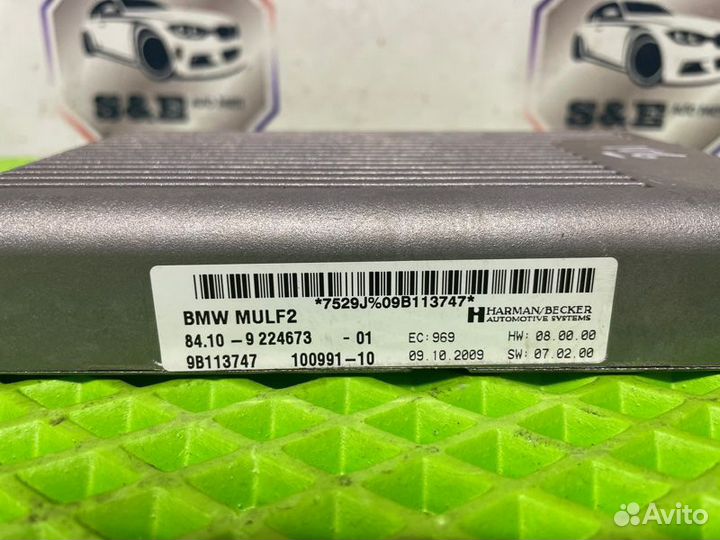 S&E
S&E
*7529J%09B113747*
BMW MULF2
HARMAN/BECKER
AUTOMOTIVE SYSTEMS
84.10 - 9 224673 - 01 EC: 969 HW: 08.00.00
9B113747 100991-10 09.10.2009 SW: 07.02.00
Avito